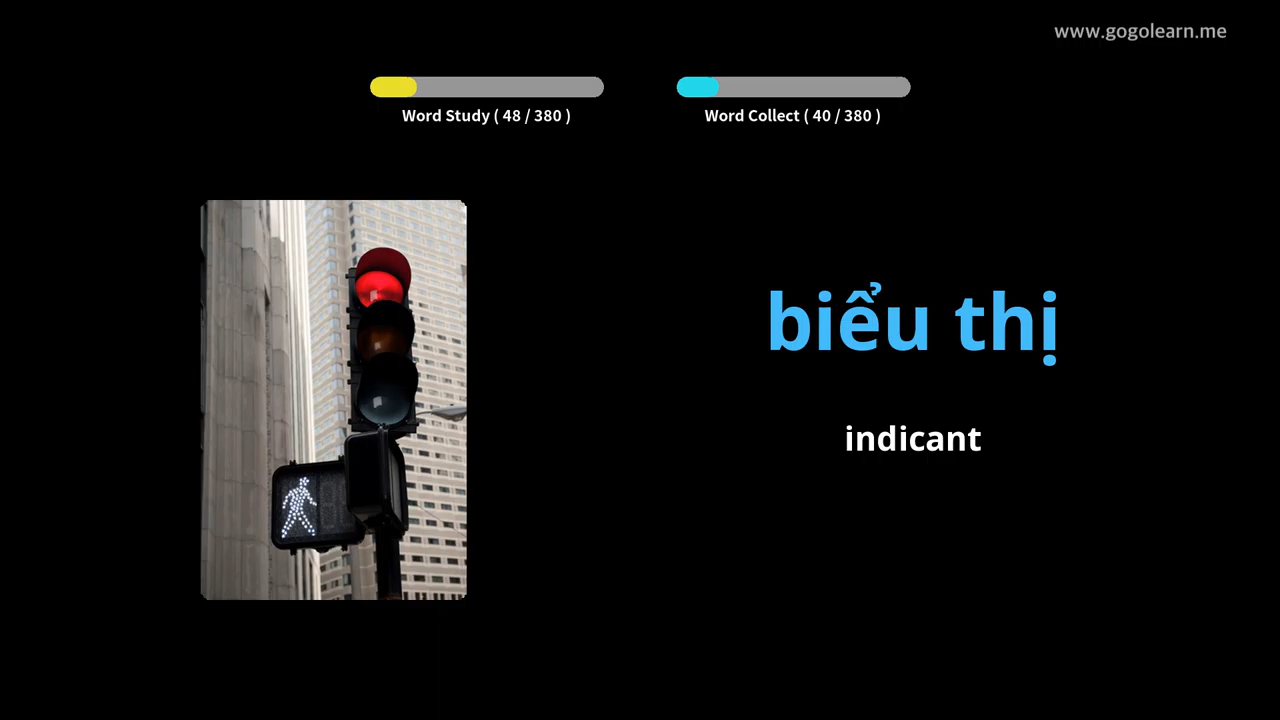 www.gogolearn.me
Word Study ( 48 / 380 )
Word Collect ( 40 / 380 )
biểu thị
indicant